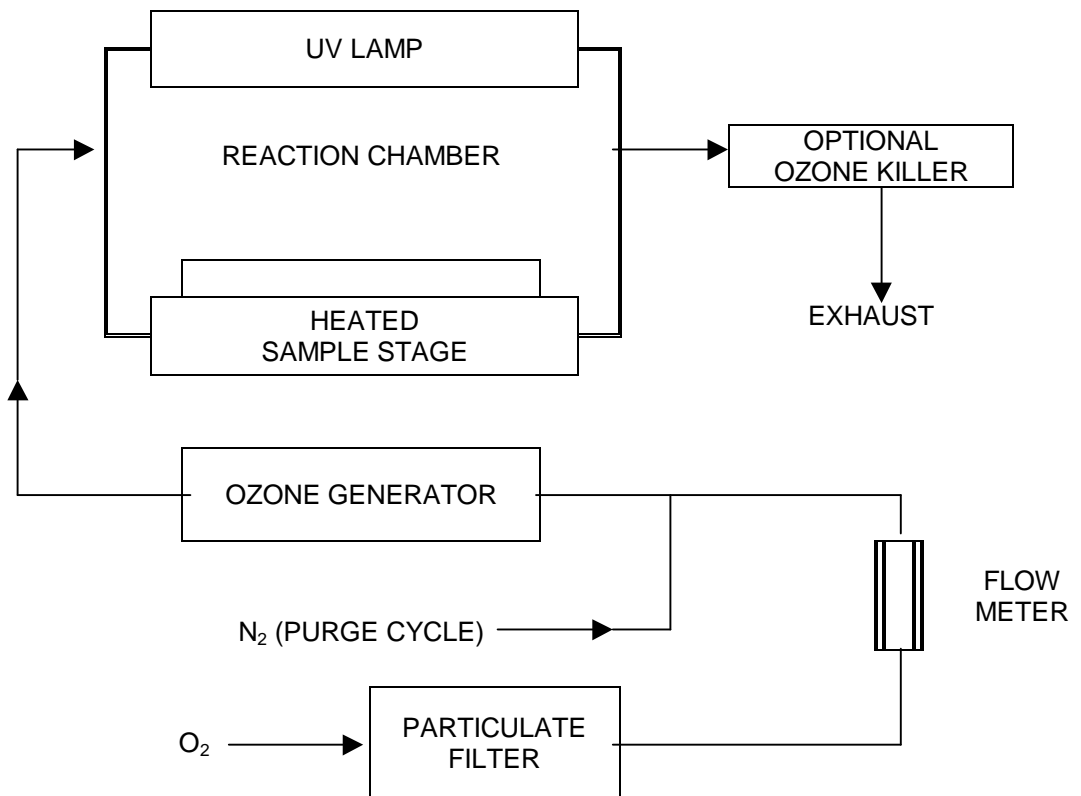 UV LAMP
REACTION CHAMBER
OPTIONAL
OZONE KILLER
EXHAUST
HEATED
SAMPLE STAGE
OZONE GENERATOR
FLOW
METER
N₂ (PURGE CYCLE)
O₂
PARTICULATE
FILTER